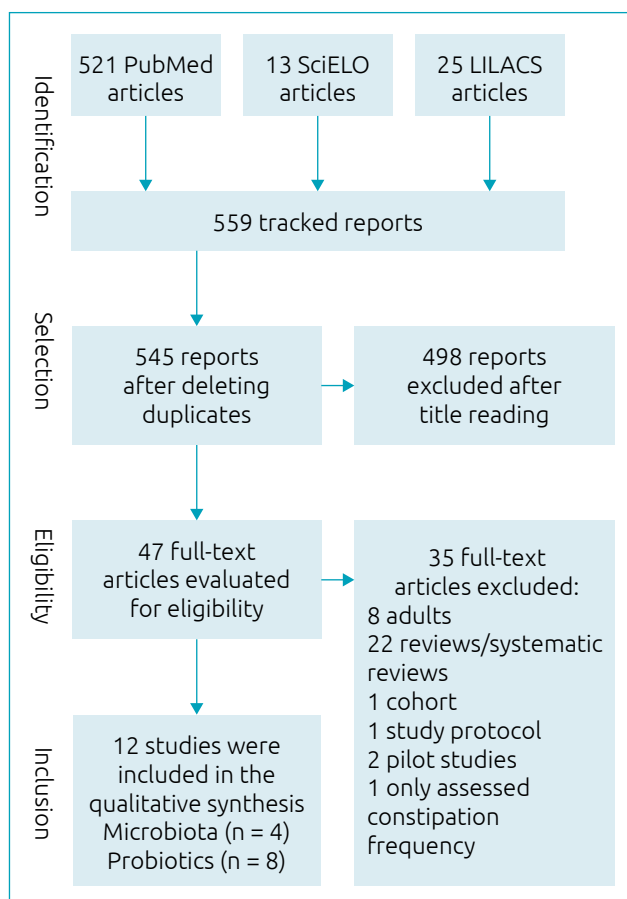 Identification
521 PubMed
articles
13 SciELO
articles
25 LILACS
articles
559 tracked reports
Selection
545 reports
after deleting
duplicates
498 reports
excluded after
title reading
Eligibility
47 full-text
articles evaluated
for eligibility
35 full-text
articles excluded:
8 adults
22 reviews/systematic
reviews
1 cohort
1 study protocol
2 pilot studies
1 only assessed
constipation
frequency
Inclusion
12 studies were
included in the
qualitative synthesis
Microbiota (n = 4)
Probiotics (n = 8)